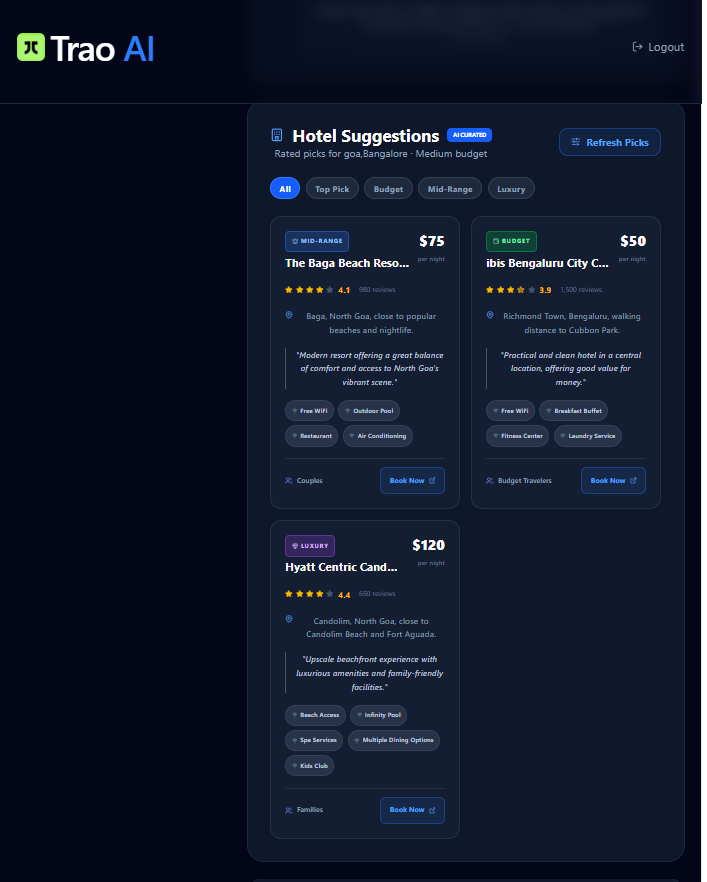 Trao AI
Logout
Hotel Suggestions AI CURATED
Rated picks for goa,Bangalore · Medium budget
Refresh Picks
All Top Pick Budget Mid-Range Luxury
MID-RANGE
$75
The Baga Beach Reso...
per night
4.1 980 reviews
Baga, North Goa, close to popular
beaches and nightlife.
"Modern resort offering a great balance
of comfort and access to North Goa's
vibrant scene."
Free WiFi Outdoor Pool
Restaurant Air Conditioning
Couples
Book Now
BUDGET
$50
ibis Bengaluru City C...
per night
3.9 1,500 reviews
Richmond Town, Bengaluru, walking
distance to Cubbon Park.
"Practical and clean hotel in a central
location, offering good value for
money."
Free WiFi Breakfast Buffet
Fitness Center Laundry Service
Budget Travelers
Book Now
LUXURY
$120
Hyatt Centric Cand...
per night
4.4 650 reviews
Candolim, North Goa, close to
Candolim Beach and Fort Aguada.
"Upscale beachfront experience with
luxurious amenities and family-friendly
facilities."
Beach Access Infinity Pool
Spa Services Multiple Dining Options
Kids Club
Families
Book Now